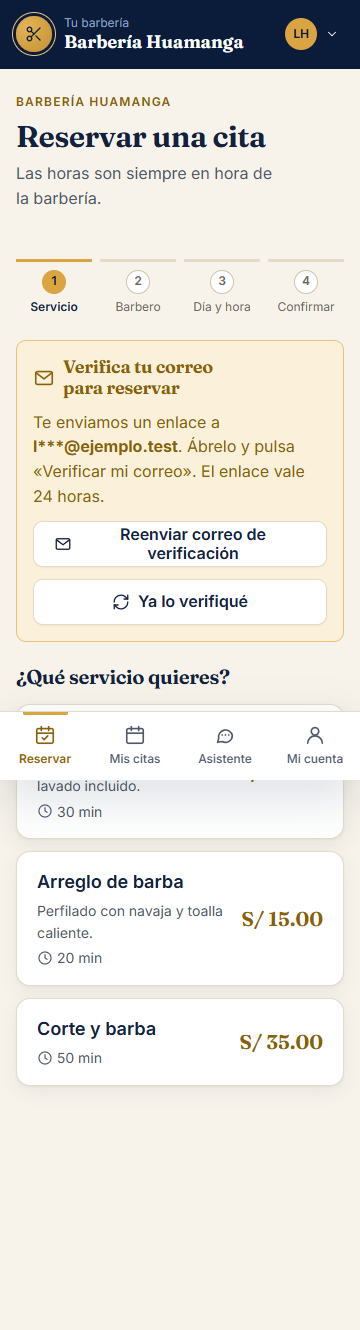 Tu barbería
Barbería Huamanga
LH
BARBERÍA HUAMANGA
Reservar una cita
Las horas son siempre en hora de
la barbería.
1
2
3
4
Servicio
Barbero
Día y hora
Confirmar
Verifica tu correo
para reservar
Te enviamos un enlace a
l***@ejemplo.test. Ábrelo y pulsa
«Verificar mi correo». El enlace vale
24 horas.
Reenviar correo de
verificación
Ya lo verifiqué
¿Qué servicio quieres?
Reservar
Mis citas
Asistente
Mi cuenta
lavado incluido.
30 min
Arreglo de barba
Perfilado con navaja y toalla
caliente.
S/ 15.00
20 min
Corte y barba
S/ 35.00
50 min